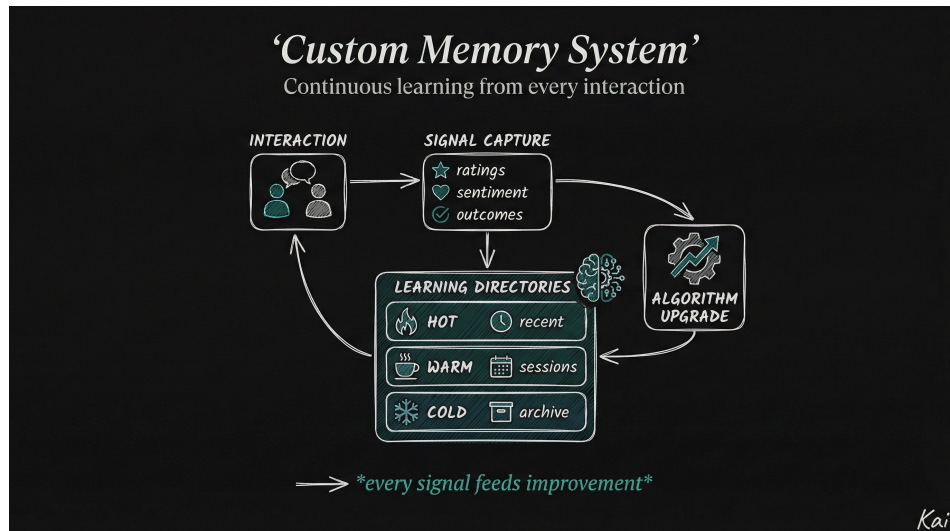 ‘Custom Memory System’
Continuous learning from every interaction
INTERACTION
SIGNAL CAPTURE
ratings
sentiment
outcomes
ALGORITHM
UPGRADE
LEARNING DIRECTORIES
HOT recent
WARM sessions
COLD archive
*every signal feeds improvement*
Kai